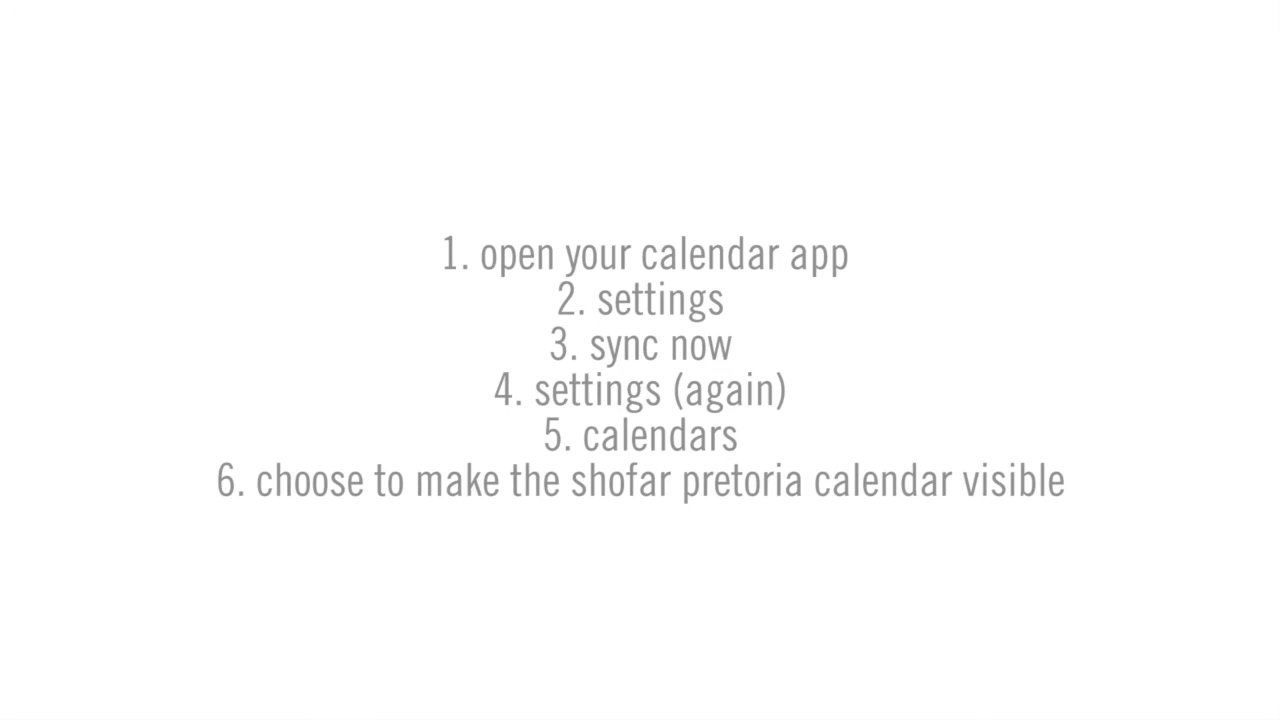 1. open your calendar app
2. settings
3. sync now
4. settings (again)
5. calendars
6. choose to make the shofar pretoria calendar visible